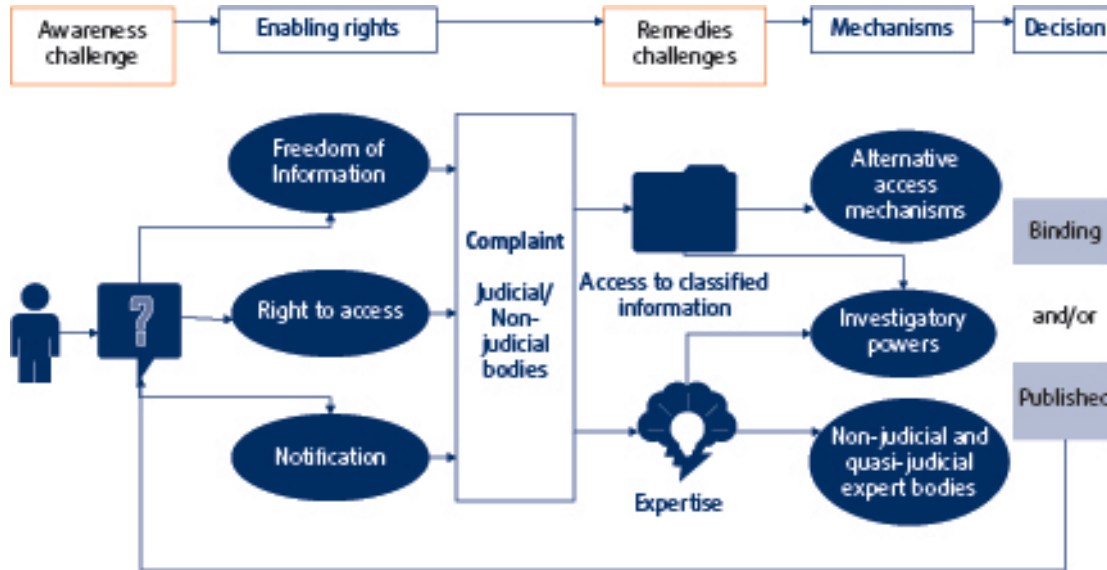 Awareness
challenge
Enabling rights
Remedies
challenges
Mechanisms
Decision
Freedom of
Information
Right to access
Notification
Complaint
Judicial/
Non-
judicial
bodies
Access to classified
information
Expertise
Alternative
access
mechanisms
Investigatory
powers
Non-judicial and
quasi-judicial
expert bodies
Binding
and/or
Published
?